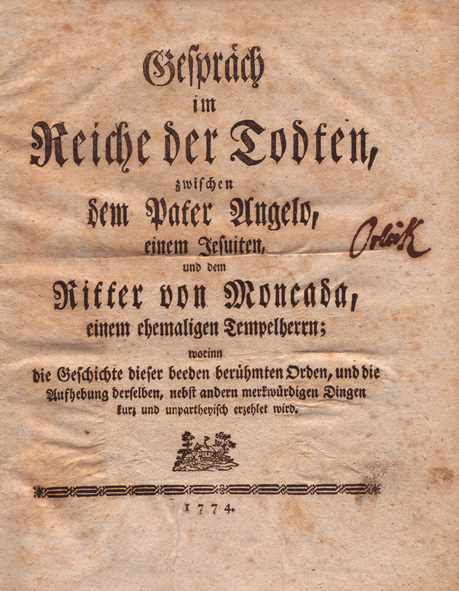 Gespräch
im
Reiche der Todten,
zwischen
dem Pater Angelo,
einem Jesuiten,
und dem
Ritter von Moncada,
einem ehemaligen Tempelherrn;
worinn
die Geschichte dieser beeden berühmten Orden, und die
Aufhebung derselben, nebst andern merkwürdigen Dingen
kurz und unpartheyisch erzehlet wird.
1774.